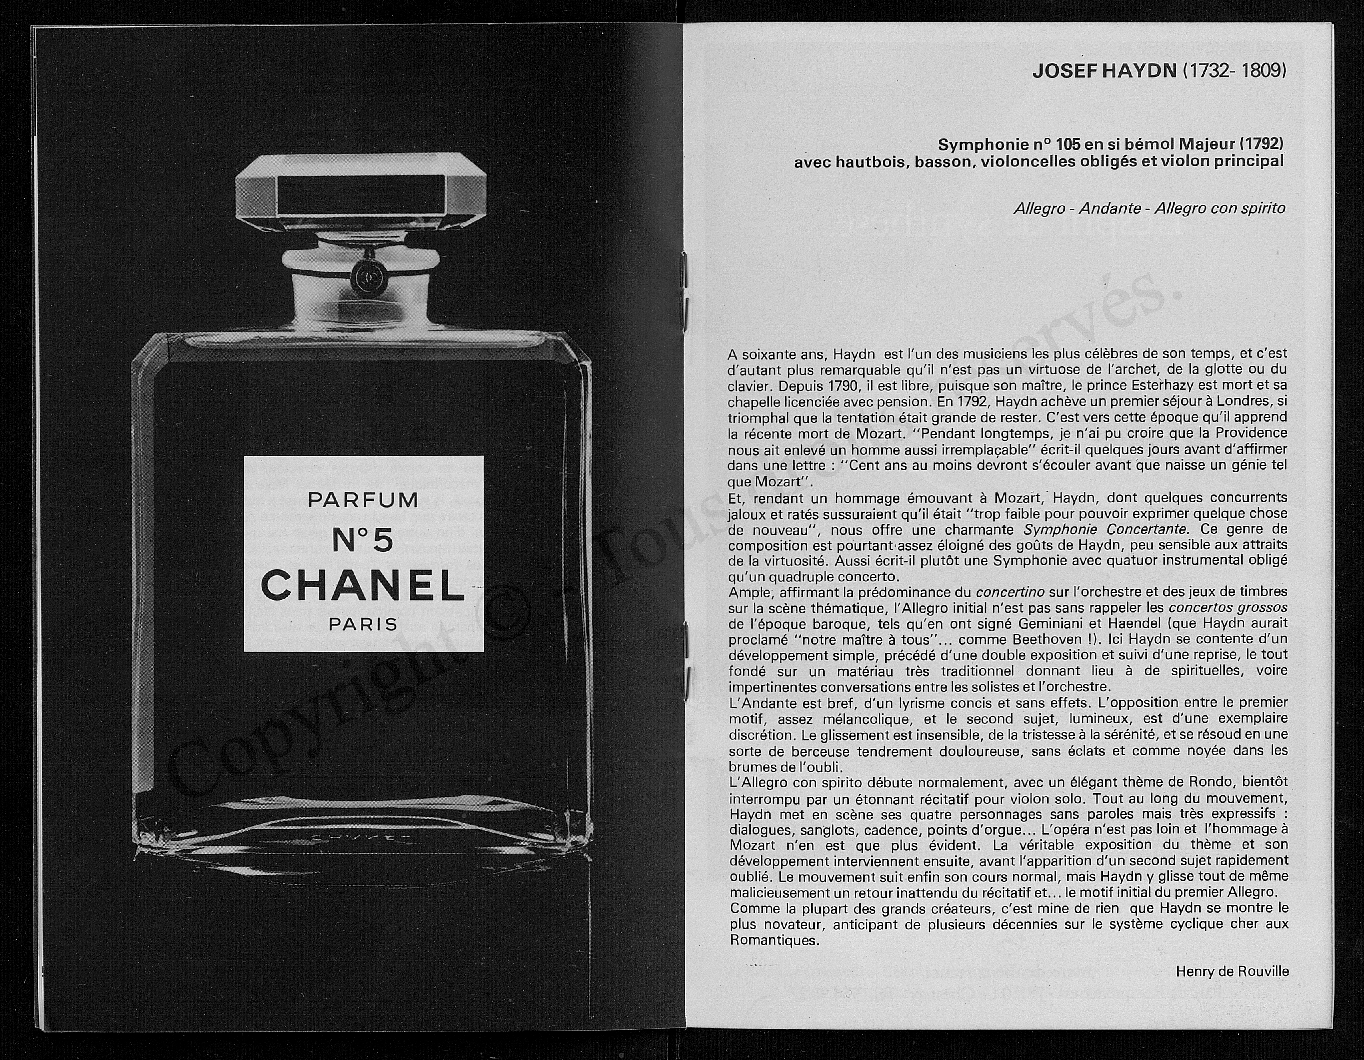 PARFUM
N°5
CHANEL
PARIS
JOSEF HAYDN (1732- 1809)
Symphonie n° 105 en si bémol Majeur (1792)
avec hautbois, basson, violoncelles obligés et violon principal
Allegro - Andante - Allegro con spirito
A soixante ans, Haydn est l'un des musiciens les plus célèbres de son temps, et c'est
d'autant plus remarquable qu'il n'est pas un virtuose de l'archet, de la glotte ou du
clavier. Depuis 1790, il est libre, puisque son maître, le prince Esterhazy est mort et sa
chapelle licenciée avec pension. En 1792, Haydn achève un premier séjour à Londres, si
triomphal que la tentation était grande de rester. C'est vers cette époque qu'il apprend
la récente mort de Mozart. "Pendant longtemps, je n'ai pu croire que la Providence
nous ait enlevé un homme aussi irremplaçable" écrit-il quelques jours avant d'affirmer
dans une lettre : "Cent ans au moins devront s'écouler avant que naisse un génie tel
que Mozart".
Et, rendant un hommage émouvant à Mozart, Haydn, dont quelques concurrents
jaloux et ratés sussuraient qu'il était "trop faible pour pouvoir exprimer quelque chose
de nouveau", nous offre une charmante Symphonie Concertante. Ce genre de
composition est pourtant assez éloigné des goûts de Haydn, peu sensible aux attraits
de la virtuosité. Aussi écrit-il plutôt une Symphonie avec quatuor instrumental obligé
qu'un quadruple concerto.
Ample, affirmant la prédominance du concertino sur l'orchestre et des jeux de timbres
sur la scène thématique, l'Allegro initial n'est pas sans rappeler les concertos grossos
de l'époque baroque, tels qu'en ont signé Geminiani et Haendel (que Haydn aurait
proclamé "notre maître à tous"... comme Beethoven !). Ici Haydn se contente d'un
développement simple, précédé d'une double exposition et suivi d'une reprise, le tout
fondé sur un matériau très traditionnel donnant lieu à de spirituelles, voire
impertinentes conversations entre les solistes et l'orchestre.
L'Andante est bref, d'un lyrisme concis et sans effets. L'opposition entre le premier
motif, assez mélancolique, et le second sujet, lumineux, est d'une exemplaire
discrétion. Le glissement est insensible, de la tristesse à la sérénité, et se résoud en une
sorte de berceuse tendrement douloureuse, sans éclats et comme noyée dans les
brumes de l'oubli.
L'Allegro con spirito débute normalement, avec un élégant thème de Rondo, bientôt
interrompu par un étonnant récitatif pour violon solo. Tout au long du mouvement,
Haydn met en scène ses quatre personnages sans paroles mais très expressifs :
dialogues, sanglots, cadence, points d'orgue... L'opéra n'est pas loin et l'hommage à
Mozart n'en est que plus évident. La véritable exposition du thème et son
développement interviennent ensuite, avant l'apparition d'un second sujet rapidement
oublié. Le mouvement suit enfin son cours normal, mais Haydn y glisse tout de même
malicieusement un retour inattendu du récitatif et... le motif initial du premier Allegro.
Comme la plupart des grands créateurs, c'est mine de rien que Haydn se montre le
plus novateur, anticipant de plusieurs décennies sur le système cyclique cher aux
Romantiques.
Henry de Rouville
Copyright © - Tous